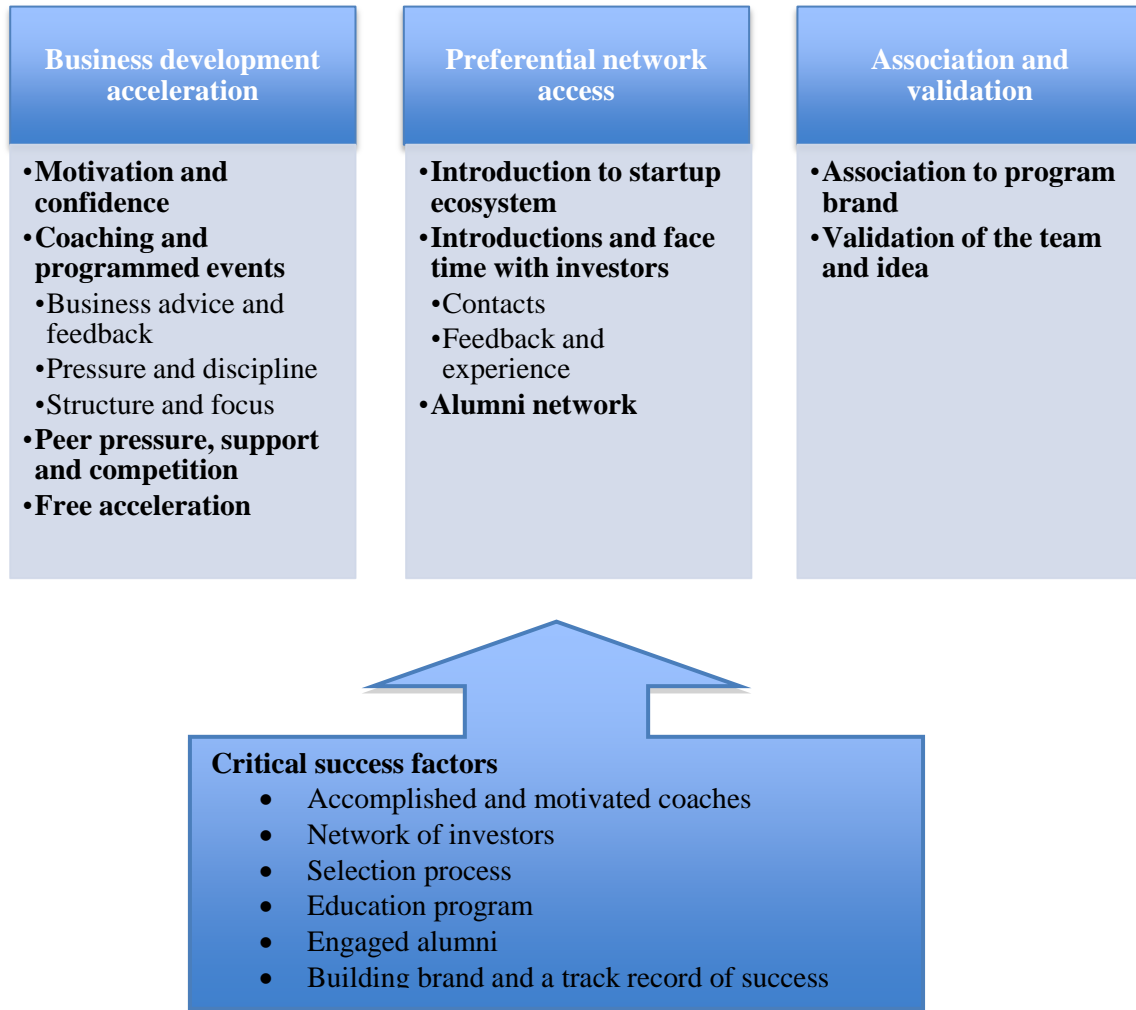 Business development
acceleration
•Motivation and
confidence
•Coaching and
programmed events
•Business advice and
feedback
•Pressure and discipline
•Structure and focus
•Peer pressure, support
and competition
•Free acceleration
Preferential network
access
•Introduction to startup
ecosystem
•Introductions and face
time with investors
•Contacts
•Feedback and
experience
•Alumni network
Association and
validation
•Association to program
brand
•Validation of the team
and idea
Critical success factors
• Accomplished and motivated coaches
• Network of investors
• Selection process
• Education program
• Engaged alumni
• Building brand and a track record of success